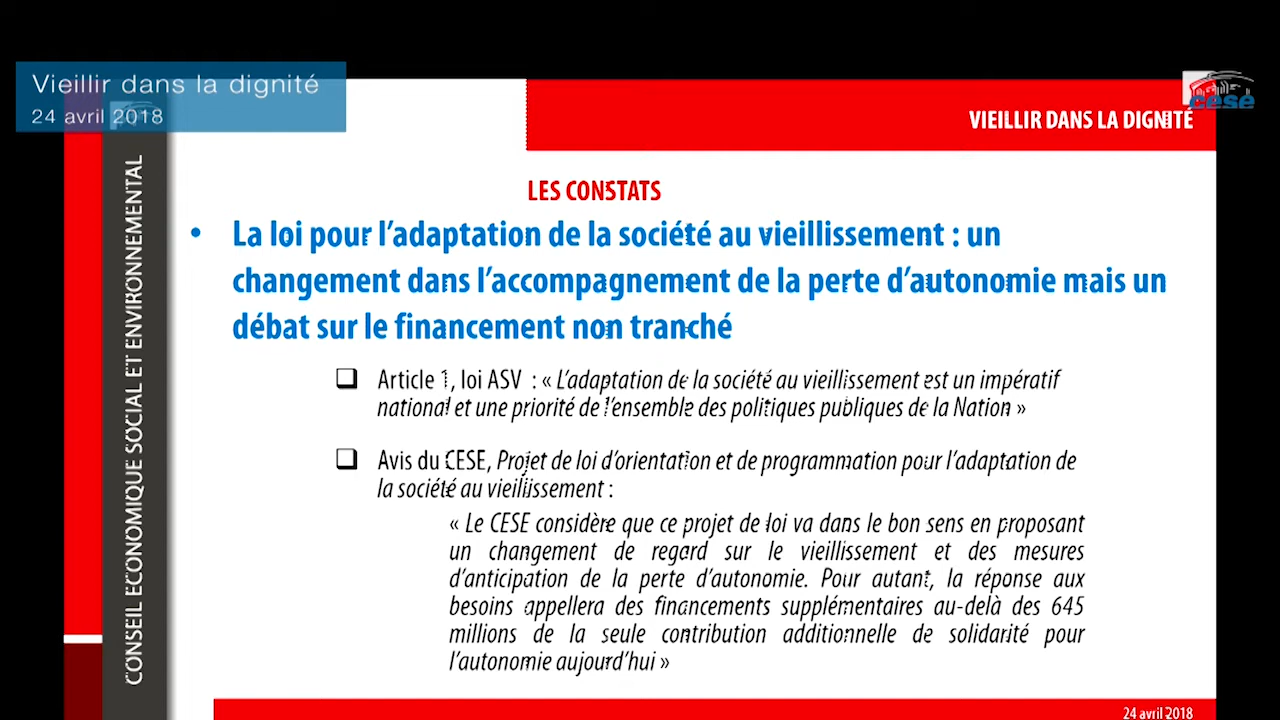 Vieillir dans la dignité
24 avril 2018
cese
VIEILLIR DANS LA DIGNITÉ
CONSEIL ECONOMIQUE SOCIAL ET ENVIRONNEMENTAL
LES CONSTATS
• La loi pour l'adaptation de la société au vieillissement : un
changement dans l'accompagnement de la perte d'autonomie mais un
débat sur le financement non tranché
❑ Article 1, loi ASV : « L'adaptation de la société au vieillissement est un impératif
national et une priorité de l'ensemble des politiques publiques de la Nation »
❑ Avis du CESE, Projet de loi d'orientation et de programmation pour l'adaptation de
la société au vieillissement :
« Le CESE considère que ce projet de loi va dans le bon sens en proposant
un changement de regard sur le vieillissement et des mesures
d'anticipation de la perte d'autonomie. Pour autant, la réponse aux
besoins appellera des financements supplémentaires au-delà des 645
millions de la seule contribution additionnelle de solidarité pour
l'autonomie aujourd'hui »
24 avril 2018